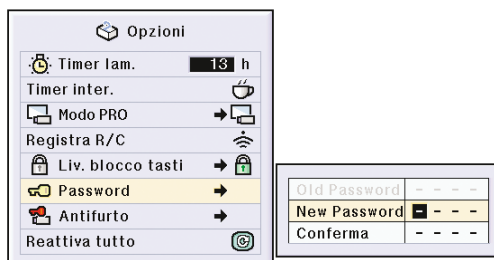 Opzioni
Timer lam. 13 h
Timer inter.
Modo PRO
Registra R/C
Liv. blocco tasti
Password
Antifurto
Reattiva tutto
Old Password - - - -
New Password - - - -
Conferma - - - -